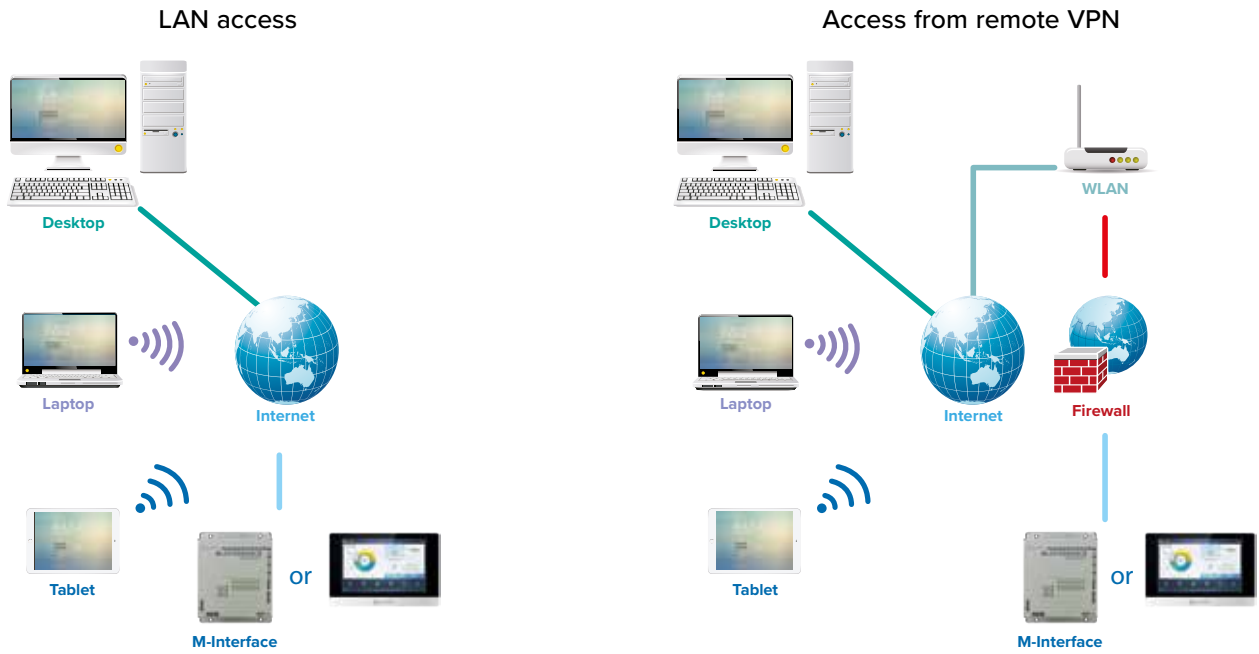 LAN access
Desktop
Laptop
Internet
Tablet
or
M-Interface
Access from remote VPN
WLAN
Desktop
Laptop
Internet
Firewall
Tablet
or
M-Interface